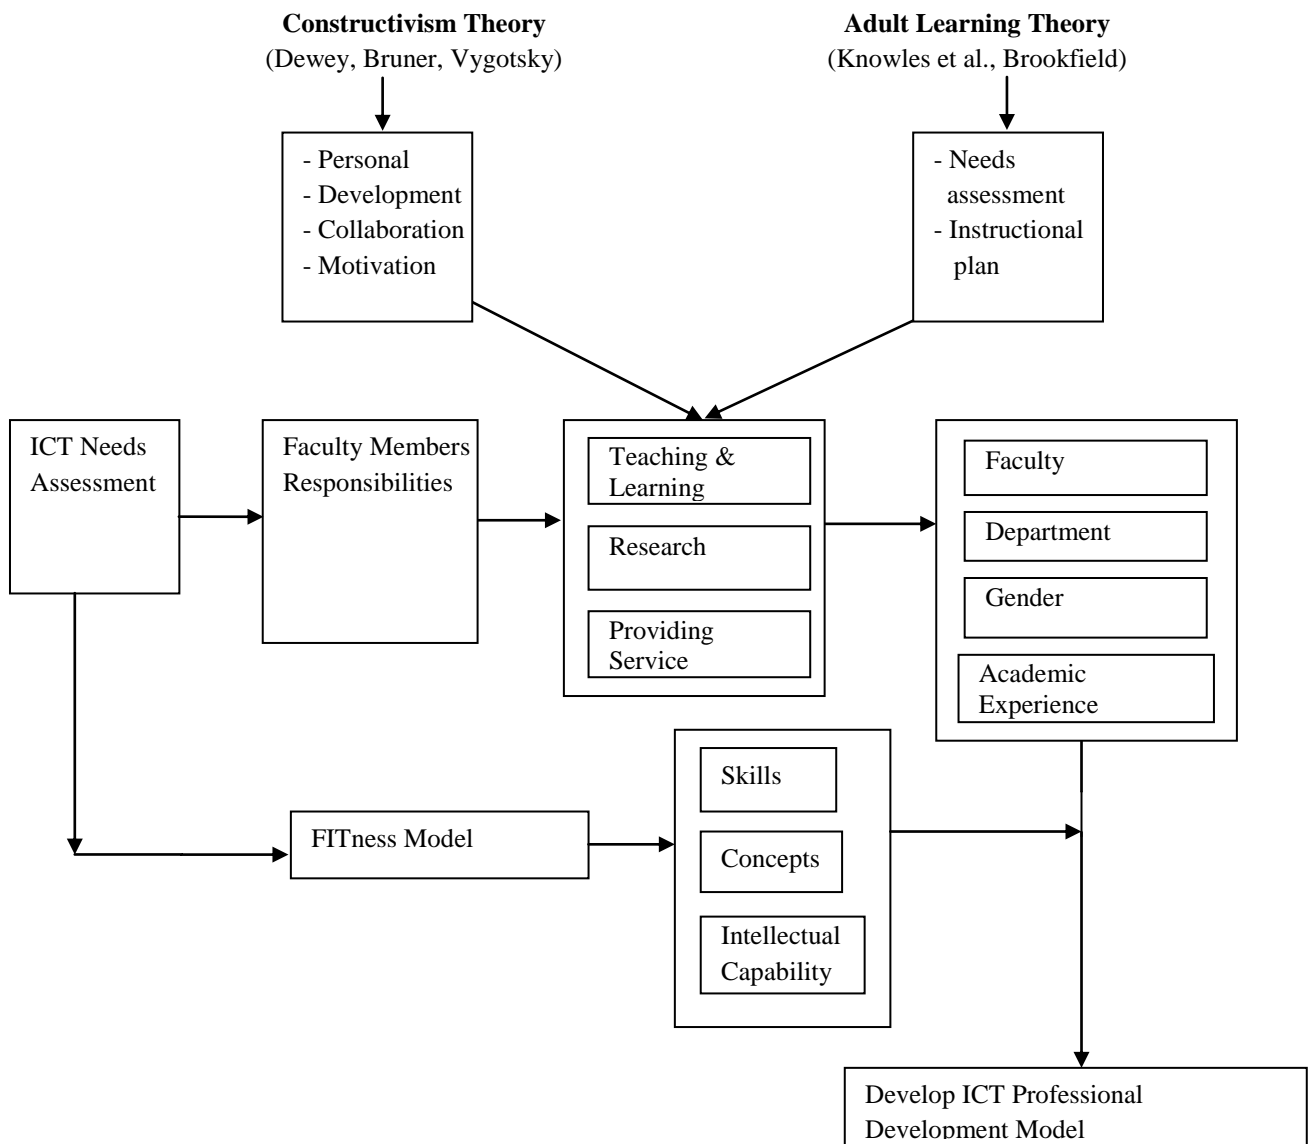 Constructivism Theory
(Dewey, Bruner, Vygotsky)
Adult Learning Theory
(Knowles et al., Brookfield)
- Personal
- Development
- Collaboration
- Motivation
- Needs
assessment
- Instructional
plan
ICT Needs
Assessment
Faculty Members
Responsibilities
Teaching &
Learning
Research
Providing
Service
Faculty
Department
Gender
Academic
Experience
FITness Model
Skills
Concepts
Intellectual
Capability
Develop ICT Professional
Development Model